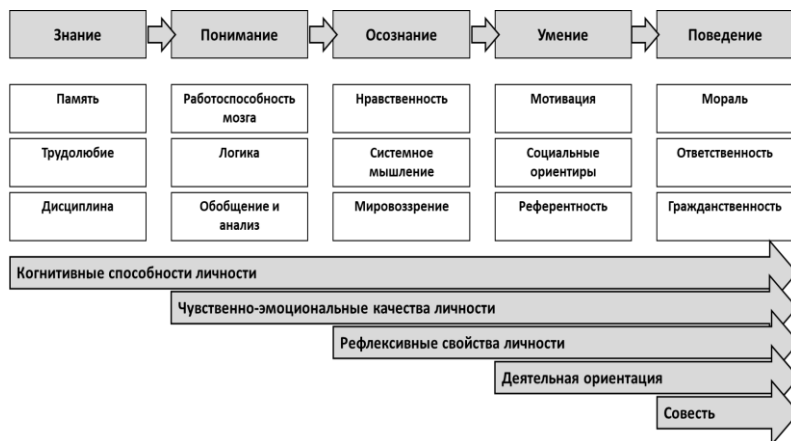 Знание
Понимание
Осознание
Умение
Поведение
Память
Работоспособность
мозга
Нравственность
Мотивация
Мораль
Трудолюбие
Логика
Системное
мышление
Социальные
ориентиры
Ответственность
Дисциплина
Обобщение и
анализ
Мировоззрение
Референтность
Гражданственность
Когнитивные способности личности
Чувственно-эмоциональные качества личности
Рефлексивные свойства личности
Деятельная ориентация
Совесть